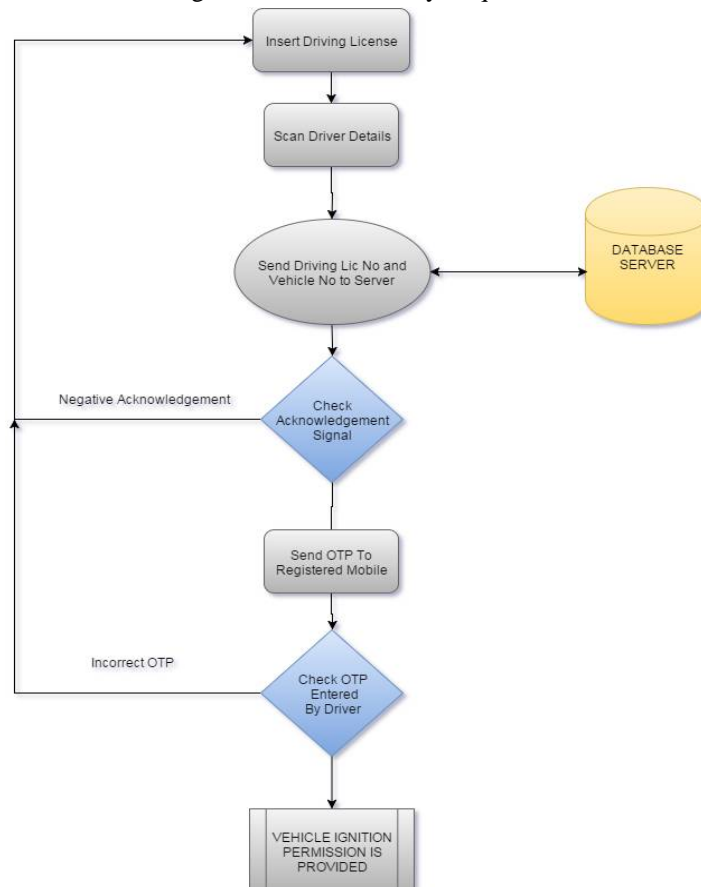 Insert Driving License
Scan Driver Details
Send Driving Lic No and
Vehicle No to Server
DATABASE
SERVER
Negative Acknowledgement
Check
Acknowledgement
Signal
Send OTP To
Registered Mobile
Incorrect OTP
Check OTP
Entered
By Driver
VEHICLE IGNITION
PERMISSION IS
PROVIDED